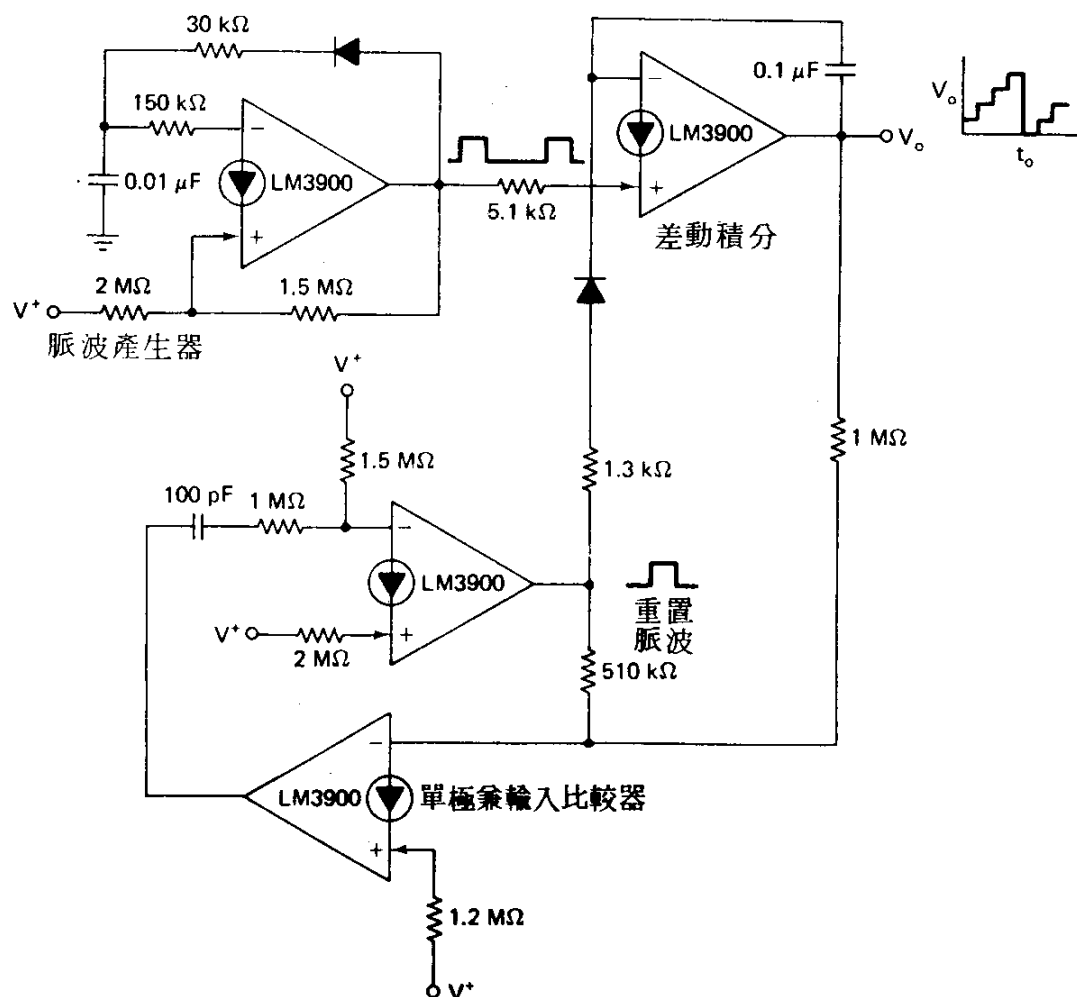 30 kΩ
150 kΩ
0.01 µF
LM3900
−
+
2 MΩ
V⁺
1.5 MΩ
脈波產生器
5.1 kΩ
0.1 µF
−
LM3900
+
差動積分
Vₒ
Vₒ
tₒ
V⁺
1.5 MΩ
100 pF
1 MΩ
−
LM3900
+
V⁺
2 MΩ
1.3 kΩ
1 MΩ
重置
脈波
510 kΩ
−
LM3900
+
單極兼輸入比較器
1.2 MΩ
V⁺